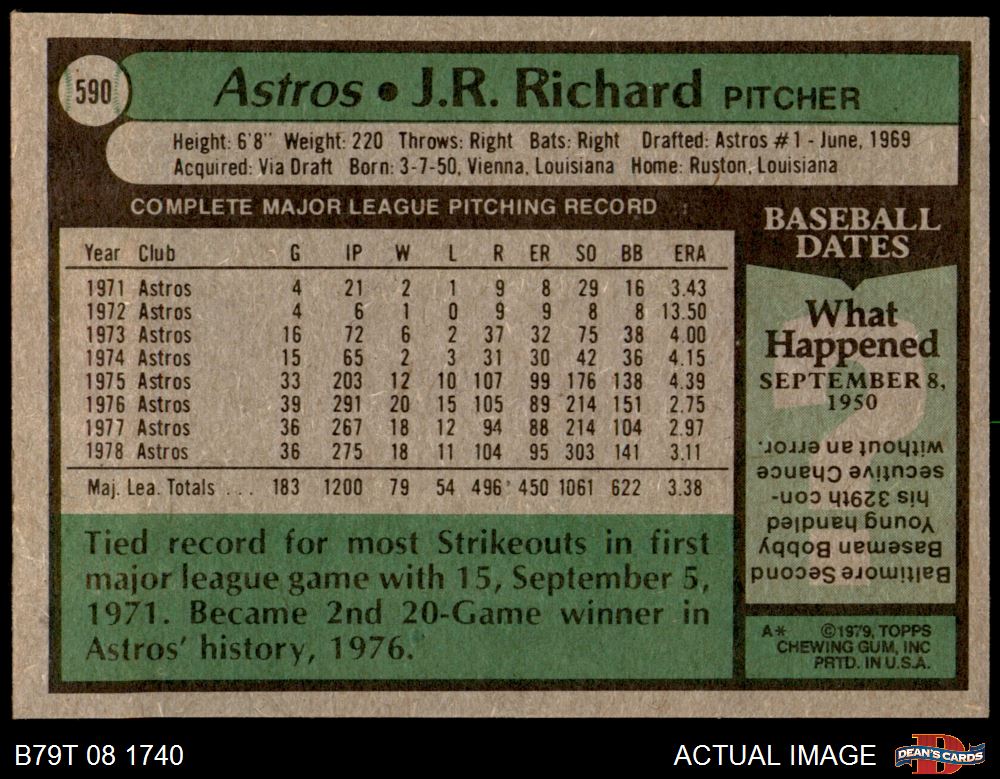 590
Astros • J.R. Richard PITCHER
Height: 6'8" Weight: 220 Throws: Right Bats: Right Drafted: Astros #1 - June, 1969
Acquired: Via Draft Born: 3-7-50, Vienna, Louisiana Home: Ruston, Louisiana
COMPLETE MAJOR LEAGUE PITCHING RECORD
Year Club G IP W L R ER SO BB ERA
1971 Astros 4 21 2 1 9 8 29 16 3.43
1972 Astros 4 6 1 0 9 9 8 8 13.50
1973 Astros 16 72 6 2 37 32 75 38 4.00
1974 Astros 15 65 2 3 31 30 42 36 4.15
1975 Astros 33 203 12 10 107 99 176 138 4.39
1976 Astros 39 291 20 15 105 89 214 151 2.75
1977 Astros 36 267 18 12 94 88 214 104 2.97
1978 Astros 36 275 18 11 104 95 303 141 3.11
Maj. Lea. Totals . . . 183 1200 79 54 496 450 1061 622 3.38
Tied record for most Strikeouts in first
major league game with 15, September 5,
1971. Became 2nd 20-Game winner in
Astros' history, 1976.
BASEBALL
DATES
What
Happened
SEPTEMBER 8,
1950
Baltimore Second
Baseman Bobby
Young handled
his 329th con-
secutive Chance
without an error.
A* ©1979, TOPPS
CHEWING GUM, INC
PRTD. IN U.S.A.
B79T 08 1740
ACTUAL IMAGE
DEAN'S CARDS